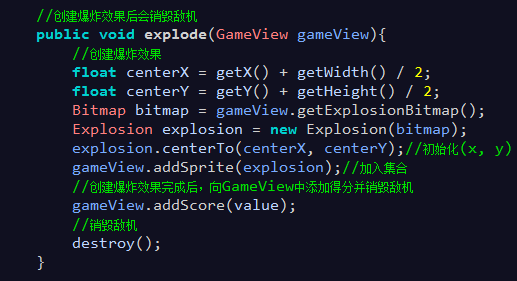 //创建爆炸效果后会销毁敌机
public void explode(GameView gameView){
//创建爆炸效果
float centerX = getX() + getWidth() / 2;
float centerY = getY() + getHeight() / 2;
Bitmap bitmap = gameView.getExplosionBitmap();
Explosion explosion = new Explosion(bitmap);
explosion.centerTo(centerX, centerY);//初始化(x, y)
gameView.addSprite(explosion);//加入集合
//创建爆炸效果完成后，向GameView中添加得分并销毁敌机
gameView.addScore(value);
//销毁敌机
destroy();
}